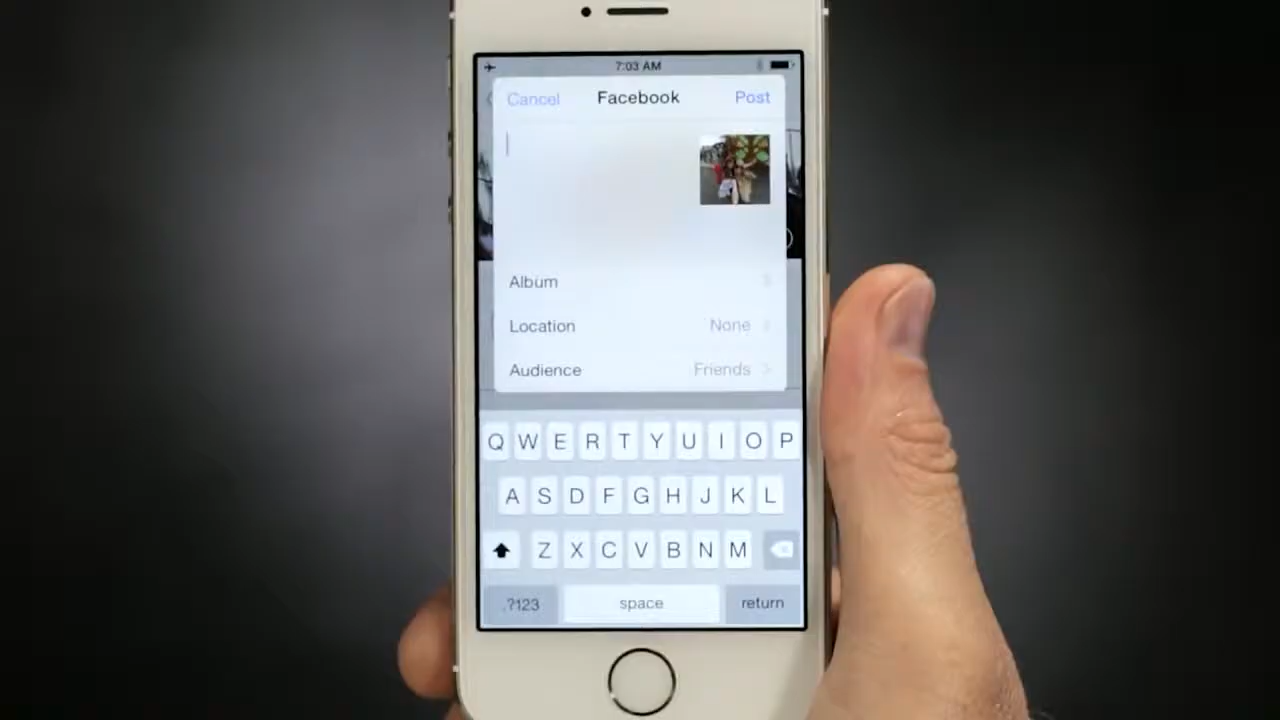 7:03 AM
Cancel Facebook Post
Album
Location None
Audience Friends
Q W E R T Y U I O P
A S D F G H J K L
Z X C V B N M
.?123 space return